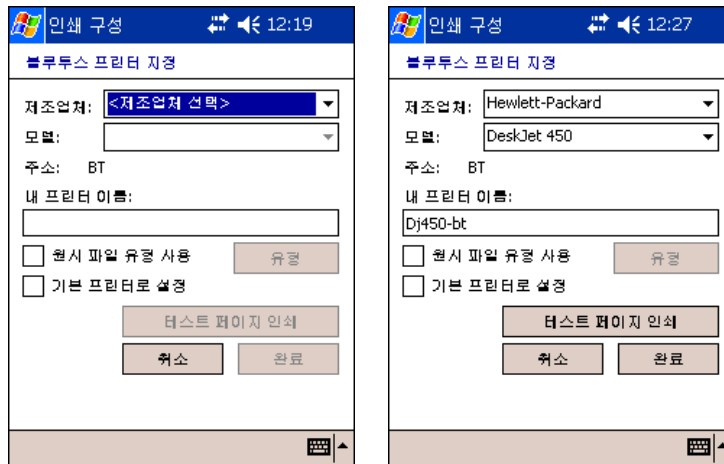 인쇄 구성 12:19
블루투스 프린터 지정
제조업체: <제조업체 선택>
모델:
주소: BT
내 프린터 이름:
원시 파일 유형 사용 유형
기본 프린터로 설정
테스트 페이지 인쇄
취소 완료
인쇄 구성 12:27
블루투스 프린터 지정
제조업체: Hewlett-Packard
모델: DeskJet 450
주소: BT
내 프린터 이름:
Dj450-bt
원시 파일 유형 사용 유형
기본 프린터로 설정
테스트 페이지 인쇄
취소 완료